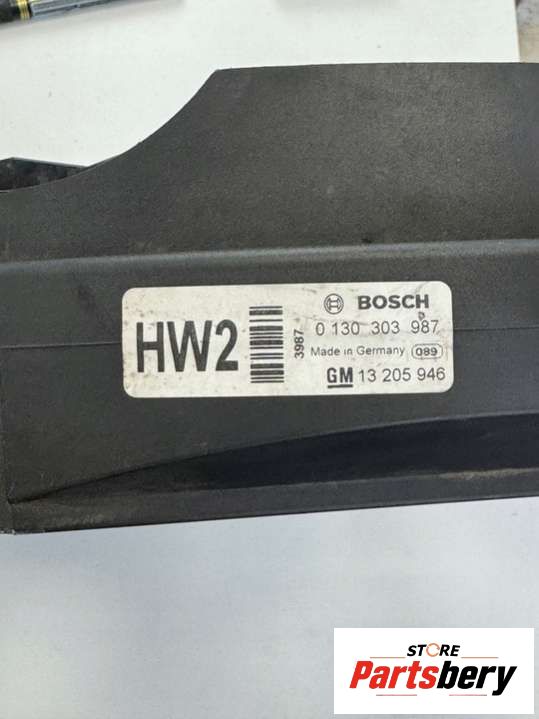 HW2
3987
BOSCH
0 130 303 987
Made in Germany 089
GM 13 205 946
STORE
Partsbery